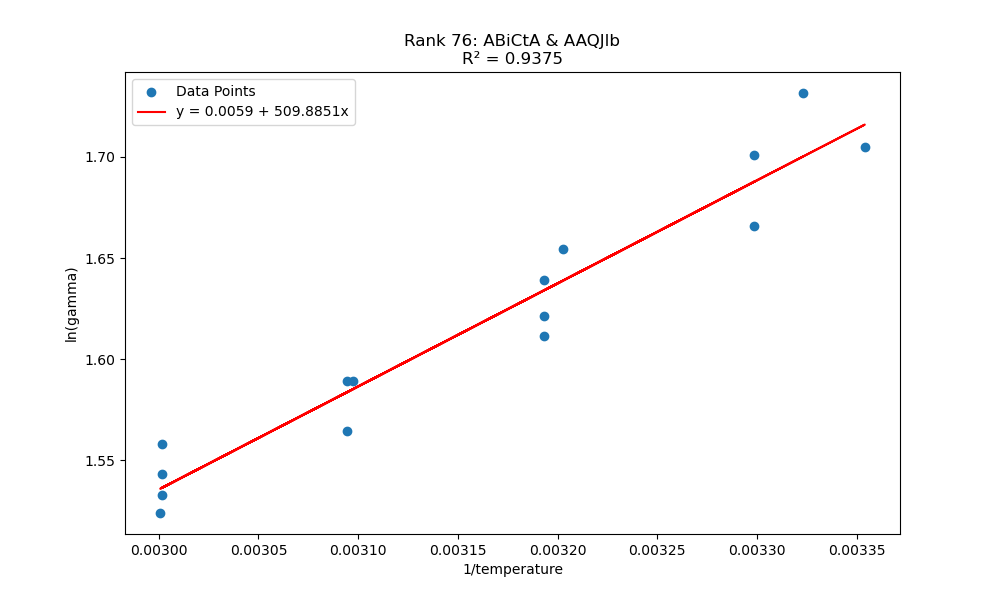 Rank 76: ABiCtA & AAQJlb
R² = 0.9375
Data Points
y = 0.0059 + 509.8851x
ln(gamma)
1.70
1.65
1.60
1.55
0.00300 0.00305 0.00310 0.00315 0.00320 0.00325 0.00330 0.00335
1/temperature